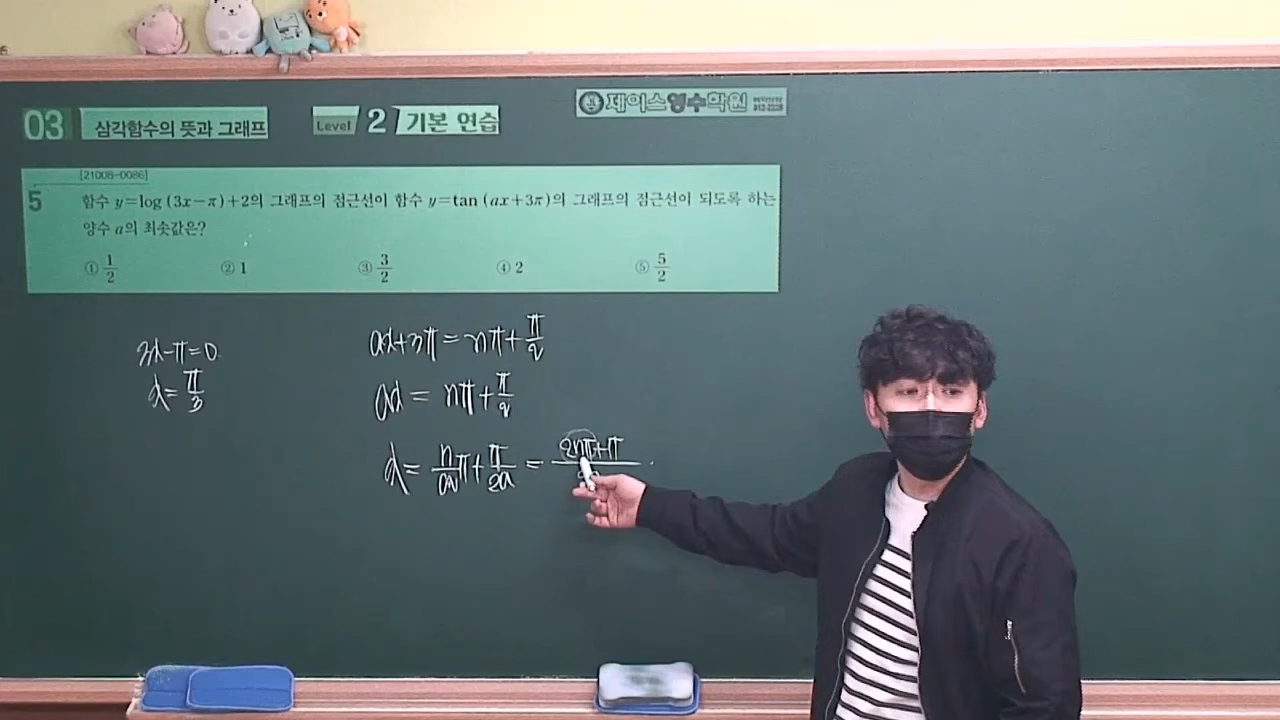 제이스영수학원
03 삼각함수의 뜻과 그래프 Level 2 기본 연습
[21008-0086]
5 함수 y=log (3x−π)+2의 그래프의 점근선이 함수 y=tan (ax+3π)의 그래프의 점근선이 되도록 하는
양수 a의 최솟값은?
① 1/2 ② 1 ③ 3/2 ④ 2 ⑤ 5/2
3x−π=0
x=π/3
ax+3π=nπ+π/2
ax=nπ+π/2
x=n/a π+π/2a=2nπ+π